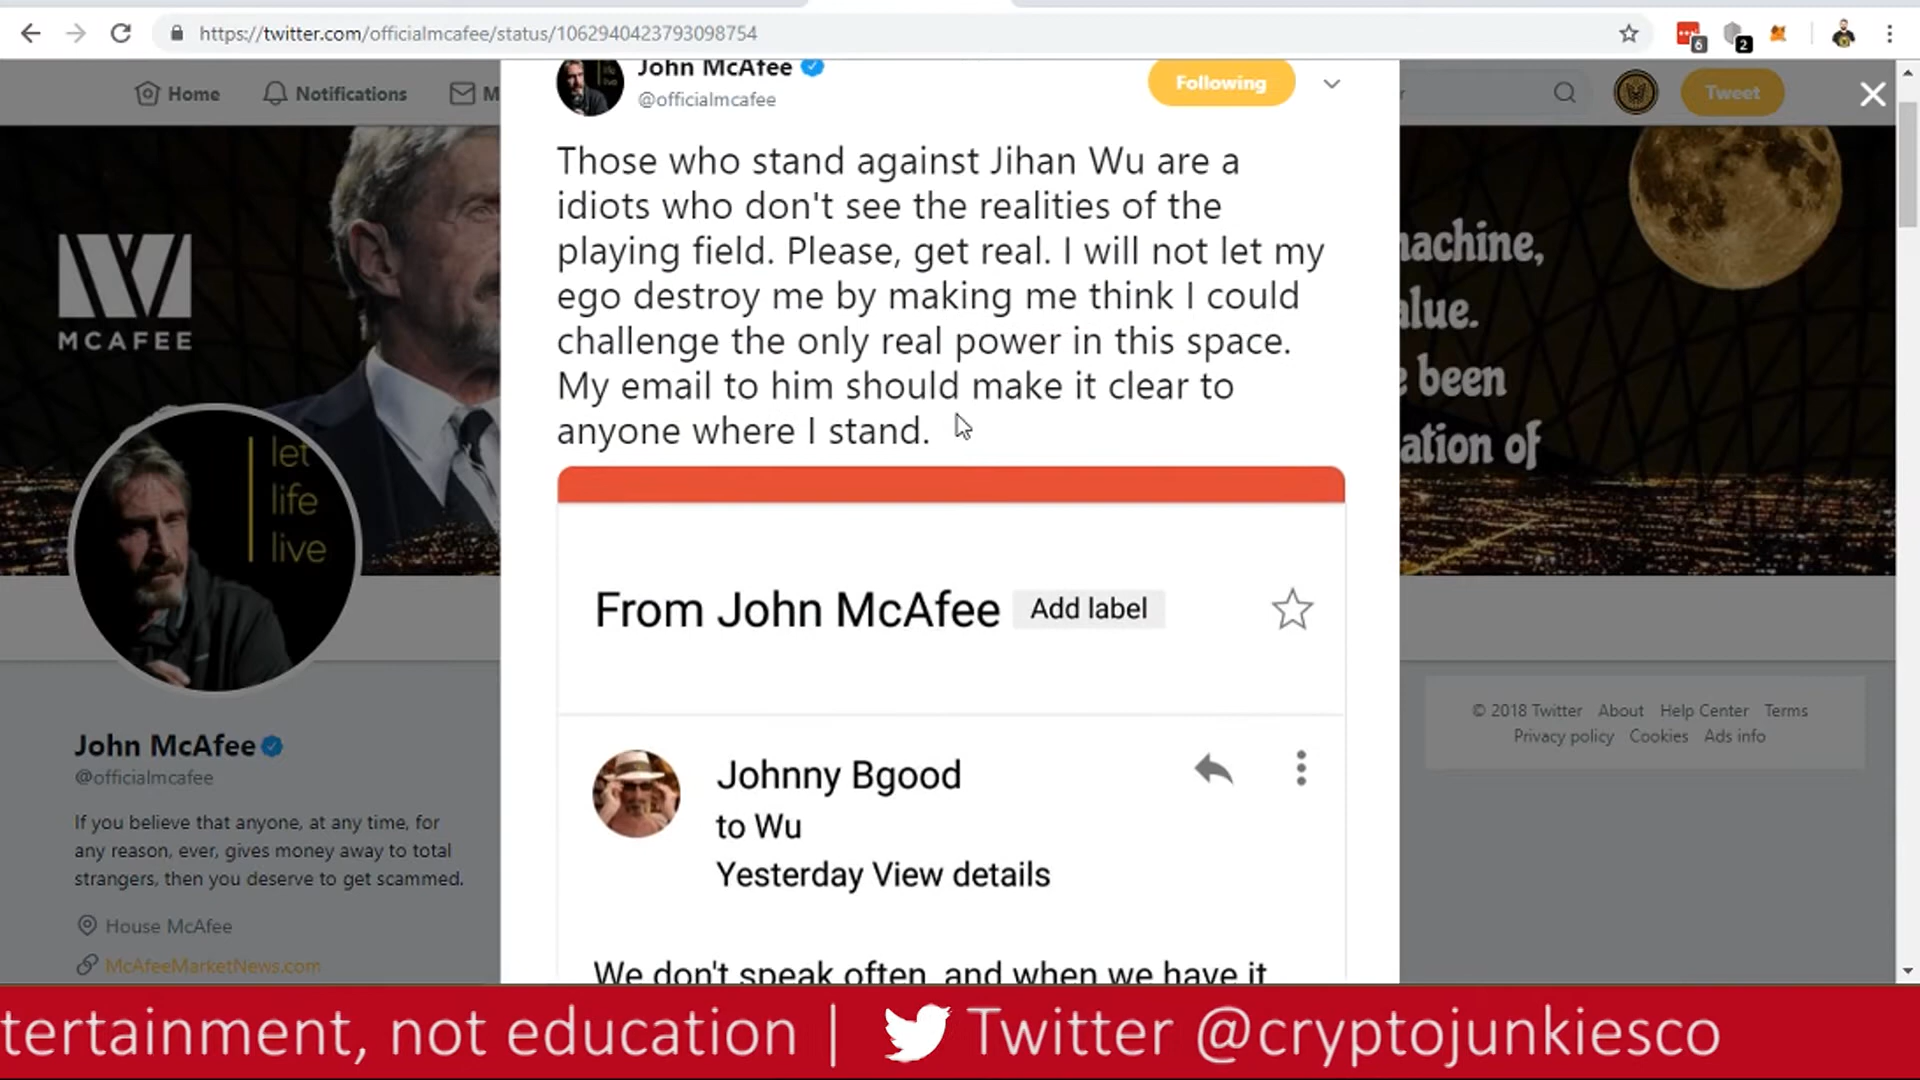 https://twitter.com/officialmcafee/status/1062940423793098754
6
2
Home
Notifications
M
r
Tweet
John McAfee
@officialmcafee
Following
Those who stand against Jihan Wu are a
idiots who don't see the realities of the
playing field. Please, get real. I will not let my
ego destroy me by making me think I could
challenge the only real power in this space.
My email to him should make it clear to
anyone where I stand.
MCAFEE
let
life
live
achine,
alue.
been
ation of
From John McAfee Add label
Johnny Bgood
to Wu
Yesterday View details
We don't speak often, and when we have it
John McAfee
@officialmcafee
If you believe that anyone, at any time, for
any reason, ever, gives money away to total
strangers, then you deserve to get scammed.
House McAfee
McAfeeMarketNews.com
© 2018 Twitter About Help Center Terms
Privacy policy Cookies Ads info
tertainment, not education | Twitter @cryptojunkiesco